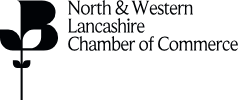 North & Western
Lancashire
Chamber of Commerce